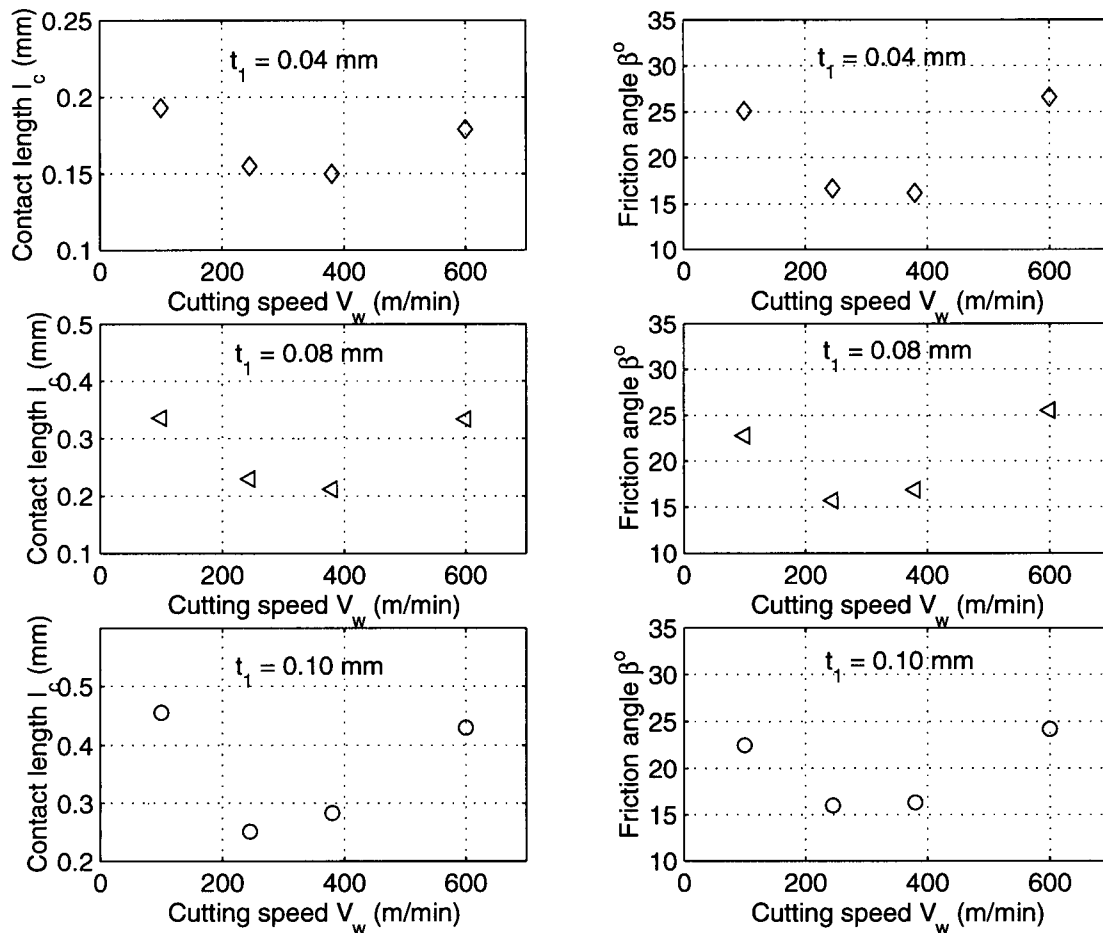 Contact length l_c (mm)
0.25
0.2
0.15
0.1
t_1 = 0.04 mm
0 200 400 600
Cutting speed V_w (m/min)
Friction angle β°
35
30
25
20
15
10
t_1 = 0.04 mm
0 200 400 600
Cutting speed V_w (m/min)
Contact length l_c (mm)
0.5
0.4
0.3
0.2
0.1
t_1 = 0.08 mm
0 200 400 600
Cutting speed V_w (m/min)
Friction angle β°
35
30
25
20
15
10
t_1 = 0.08 mm
0 200 400 600
Cutting speed V_w (m/min)
Contact length l_c (mm)
0.5
0.4
0.3
0.2
t_1 = 0.10 mm
0 200 400 600
Cutting speed V_w (m/min)
Friction angle β°
35
30
25
20
15
10
t_1 = 0.10 mm
0 200 400 600
Cutting speed V_w (m/min)